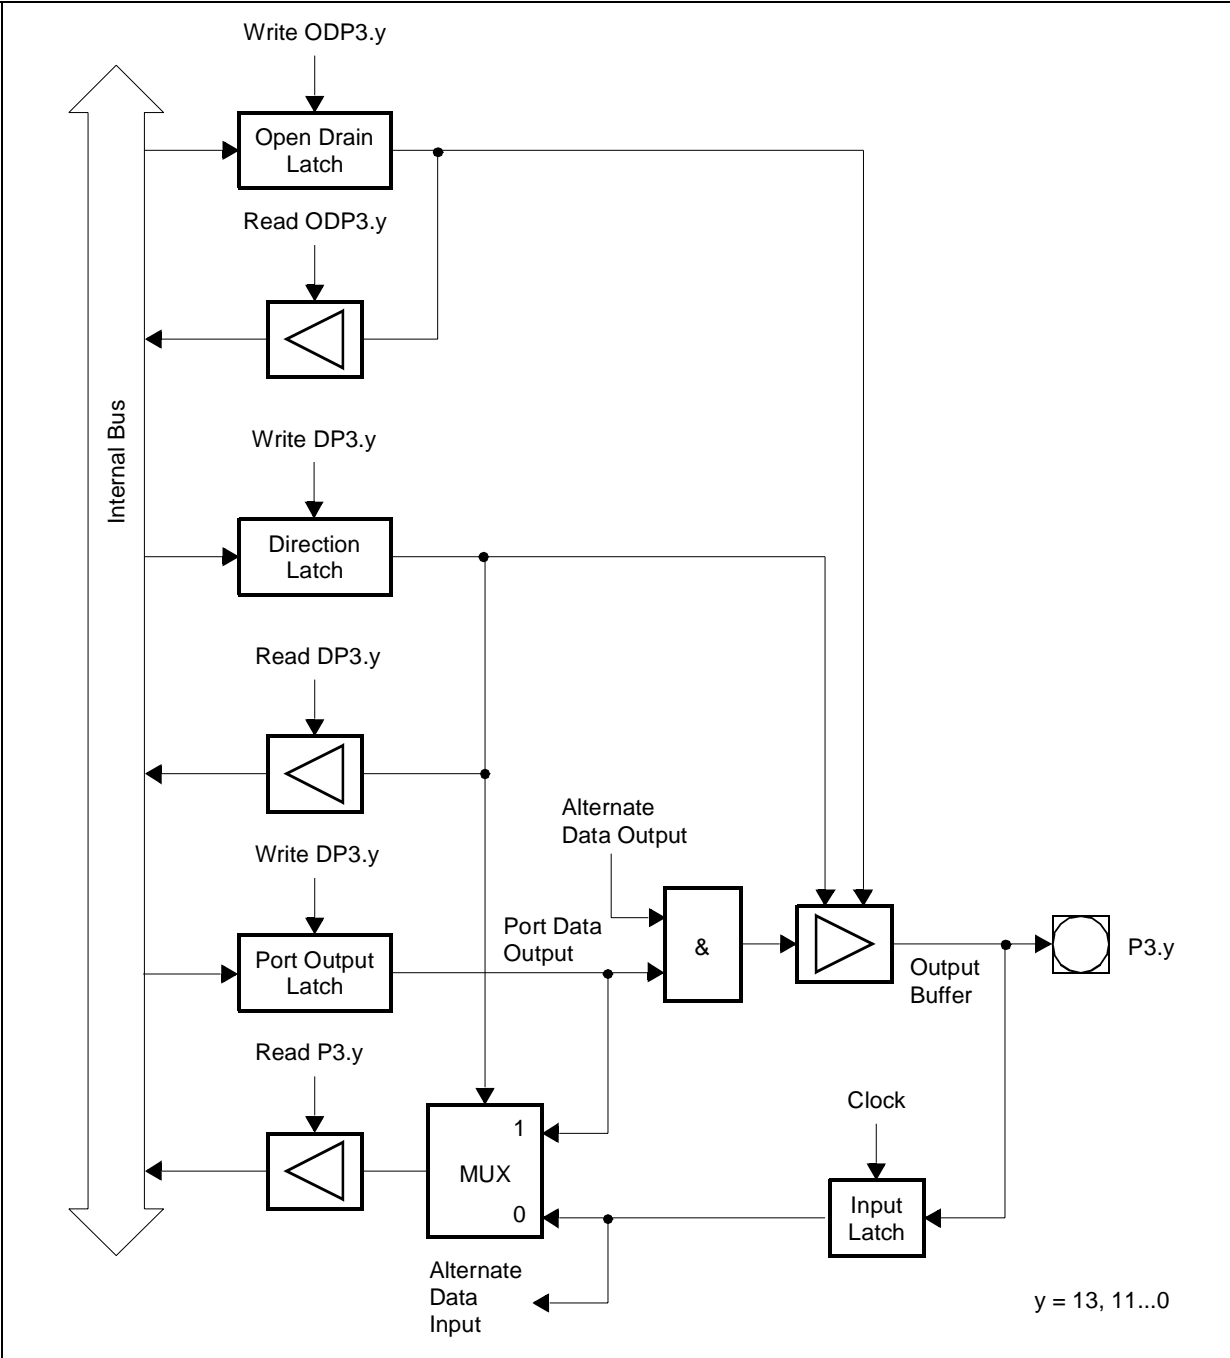 Write ODP3.y
Open Drain
Latch
Read ODP3.y
Internal Bus
Write DP3.y
Direction
Latch
Read DP3.y
Alternate
Data Output
Write DP3.y
Port Data
Output
&
Port Output
Latch
P3.y
Output
Buffer
Read P3.y
Clock
1
MUX
0
Input
Latch
Alternate
Data
Input
y = 13, 11...0